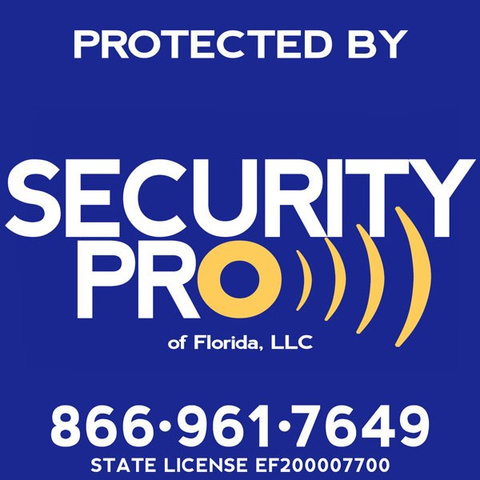 PROTECTED BY
SECURITY
PRO
of Florida, LLC
866•961•7649
STATE LICENSE EF200007700